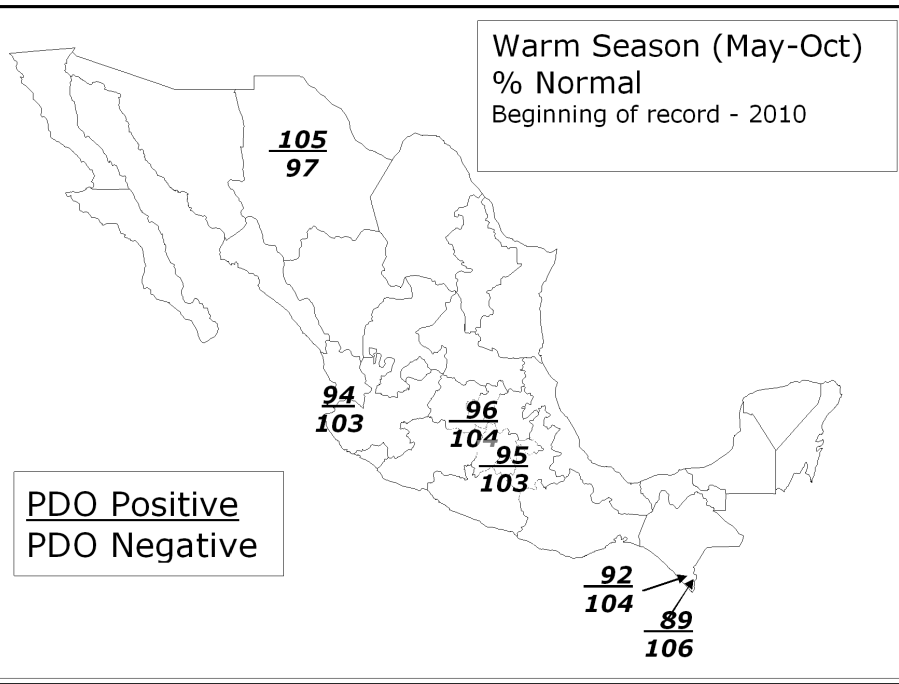 Warm Season (May-Oct)
% Normal
Beginning of record - 2010
105
97
94
103
96
104
95
103
PDO Positive
PDO Negative
92
104
89
106